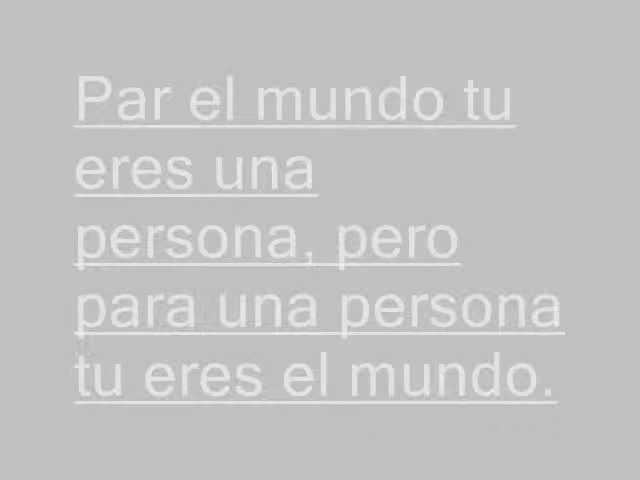 Par el mundo tu
eres una
persona, pero
para una persona
tu eres el mundo.